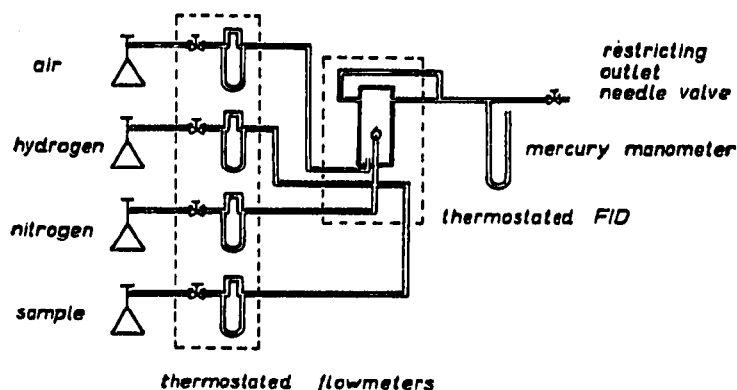 air
hydrogen
nitrogen
sample
thermostated flowmeters
thermostated FID
restricting
outlet
needle valve
mercury manometer